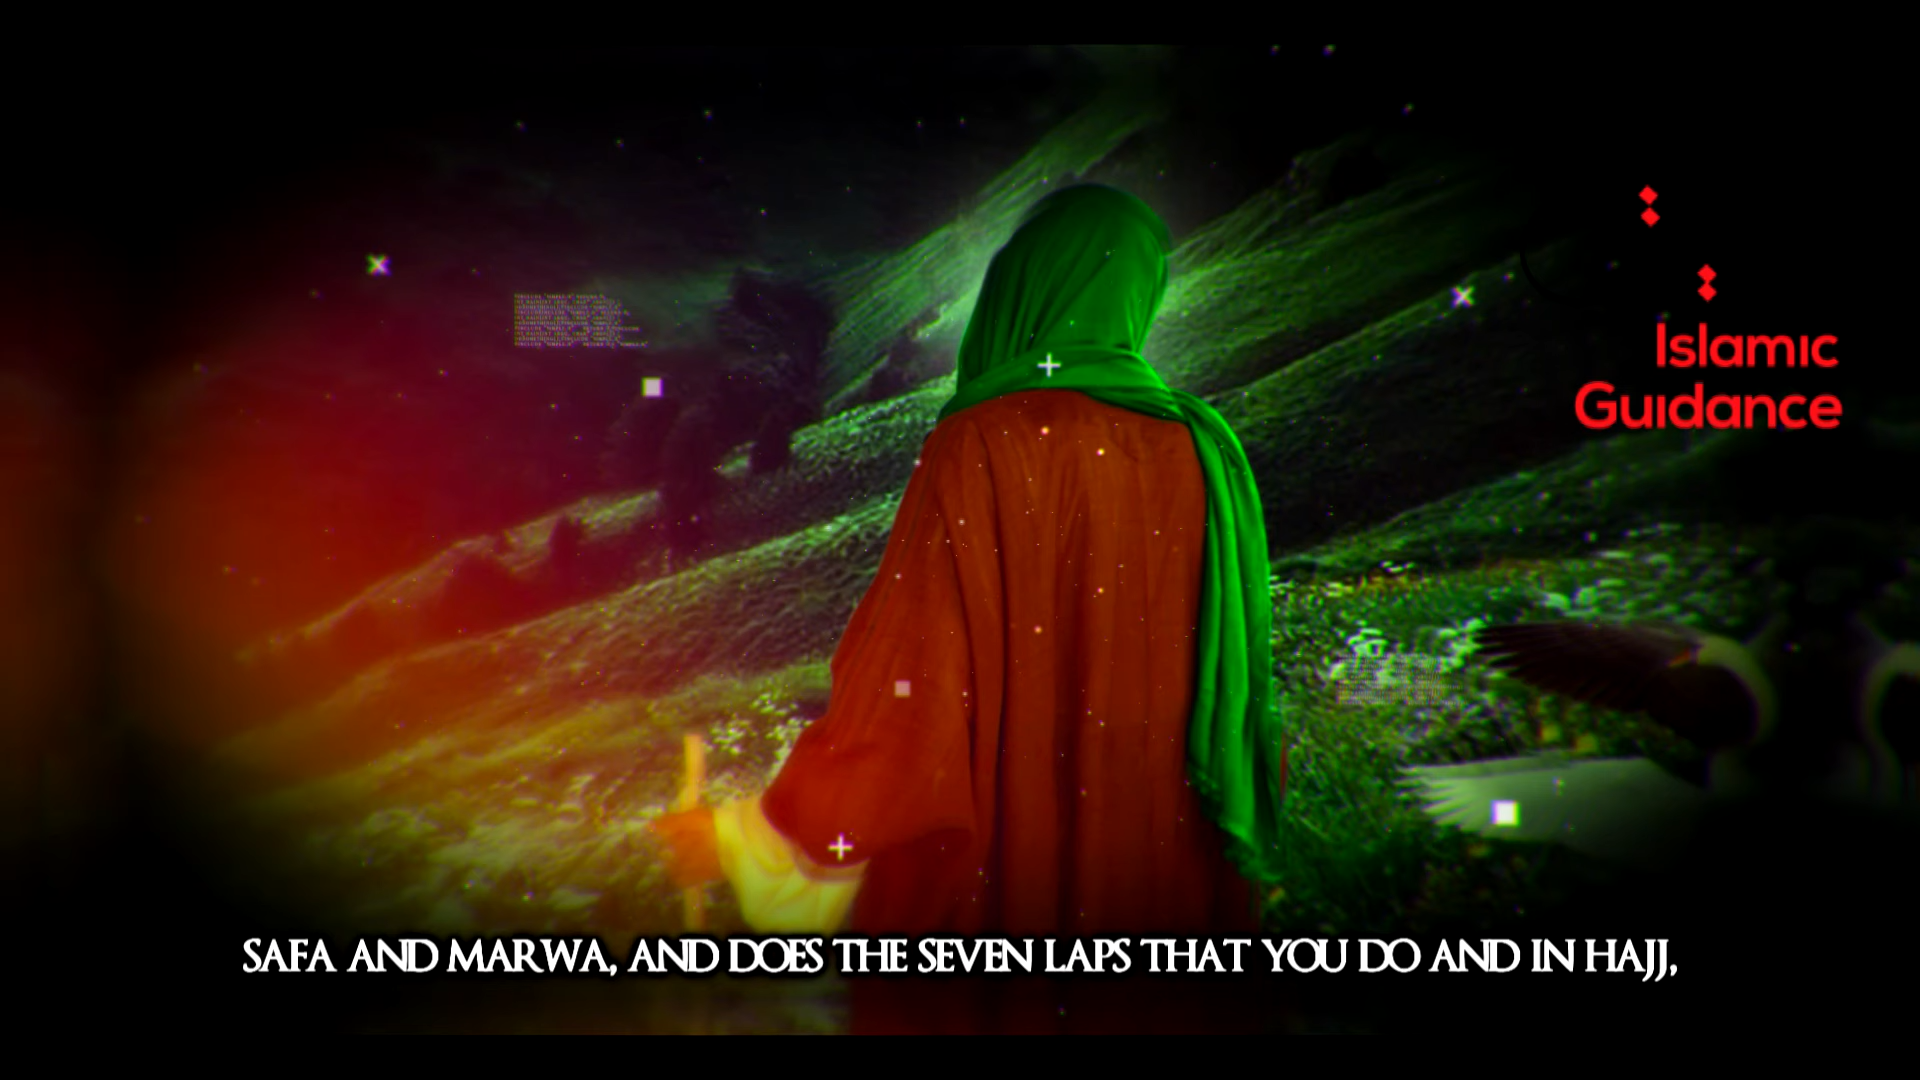 Islamic
Guidance
SAFA AND MARWA, AND DOES THE SEVEN LAPS THAT YOU DO AND IN HAJJ,